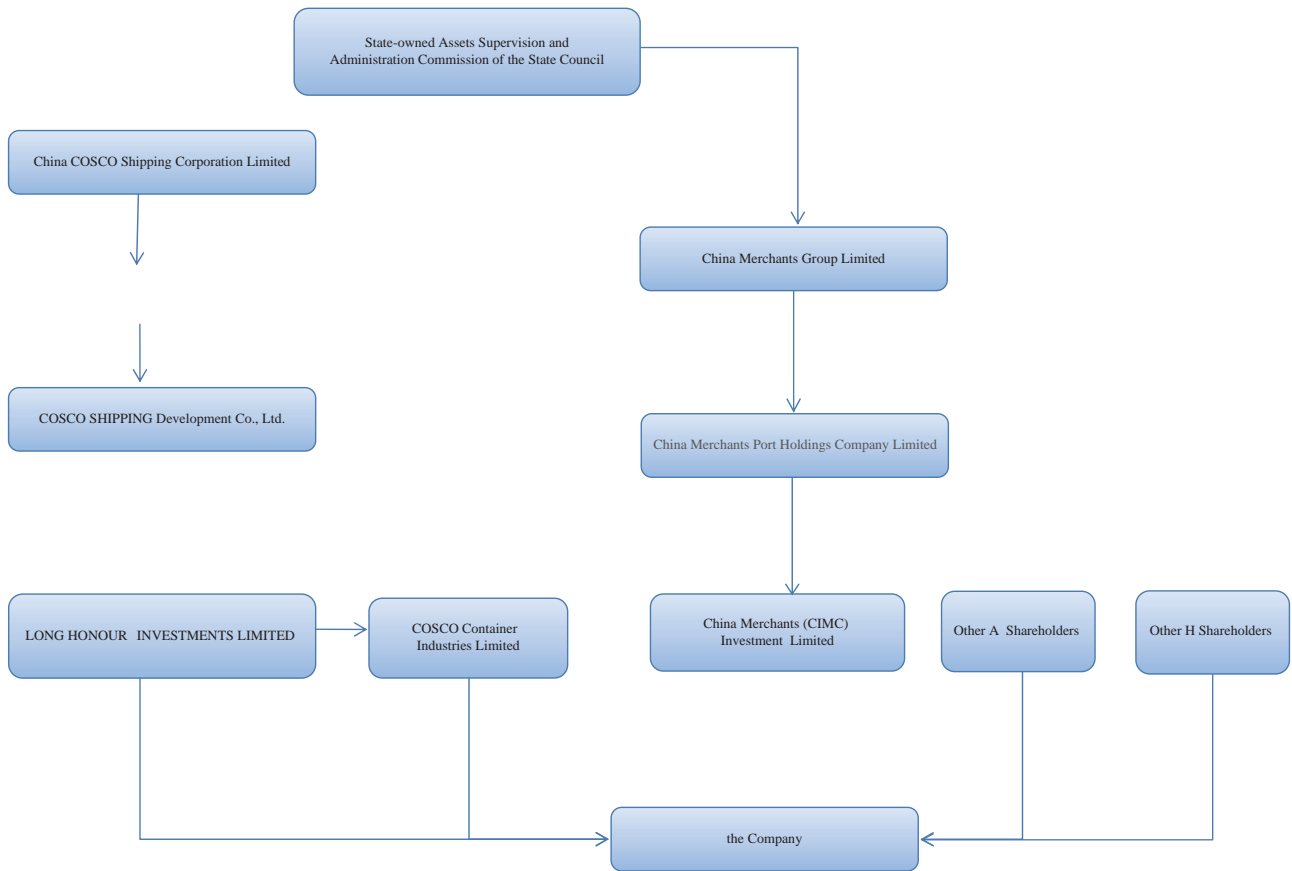 State-owned Assets Supervision and
Administration Commission of the State Council
China COSCO Shipping Corporation Limited
China Merchants Group Limited
COSCO SHIPPING Development Co., Ltd.
China Merchants Port Holdings Company Limited
LONG HONOUR INVESTMENTS LIMITED
COSCO Container
Industries Limited
China Merchants (CIMC)
Investment Limited
Other A Shareholders
Other H Shareholders
the Company